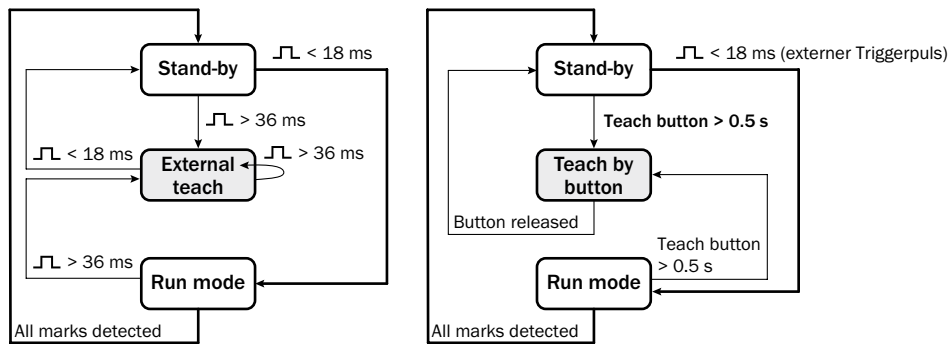 Stand-by
< 18 ms
> 36 ms
< 18 ms
> 36 ms
External
teach
> 36 ms
Run mode
All marks detected
Stand-by
< 18 ms (externer Triggerpuls)
Teach button > 0.5 s
Teach by
button
Button released
Teach button
> 0.5 s
Run mode
All marks detected